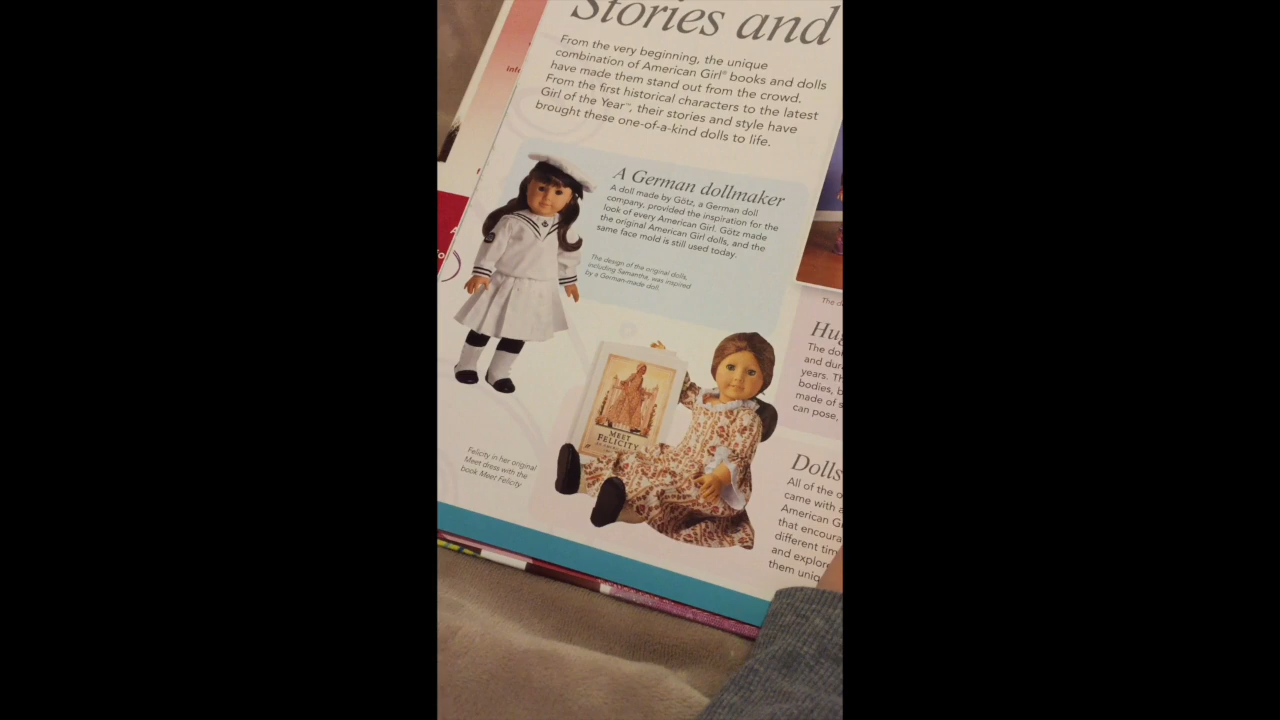 Stories and
From the very beginning, the unique
combination of American Girl® books and dolls
have made them stand out from the crowd.
From the first historical characters to the latest
Girl of the Year™, their stories and style have
brought these one-of-a-kind dolls to life.
A German dollmaker
A doll made by Götz, a German doll
company, provided the inspiration for the
look of every American Girl. Götz made
the original American Girl dolls, and the
same face mold is still used today.
The design of the original dolls,
including Samantha, was inspired
by a German-made doll.
MEET
FELICITY
Felicity in her original
Meet dress with the
book Meet Felicity
The d
Hug
The do
and dur
years. Th
bodies, b
made of s
can pose,
Dolls
All of the o
came with a
American Gi
that encoura
different tim
and explore
them uniq